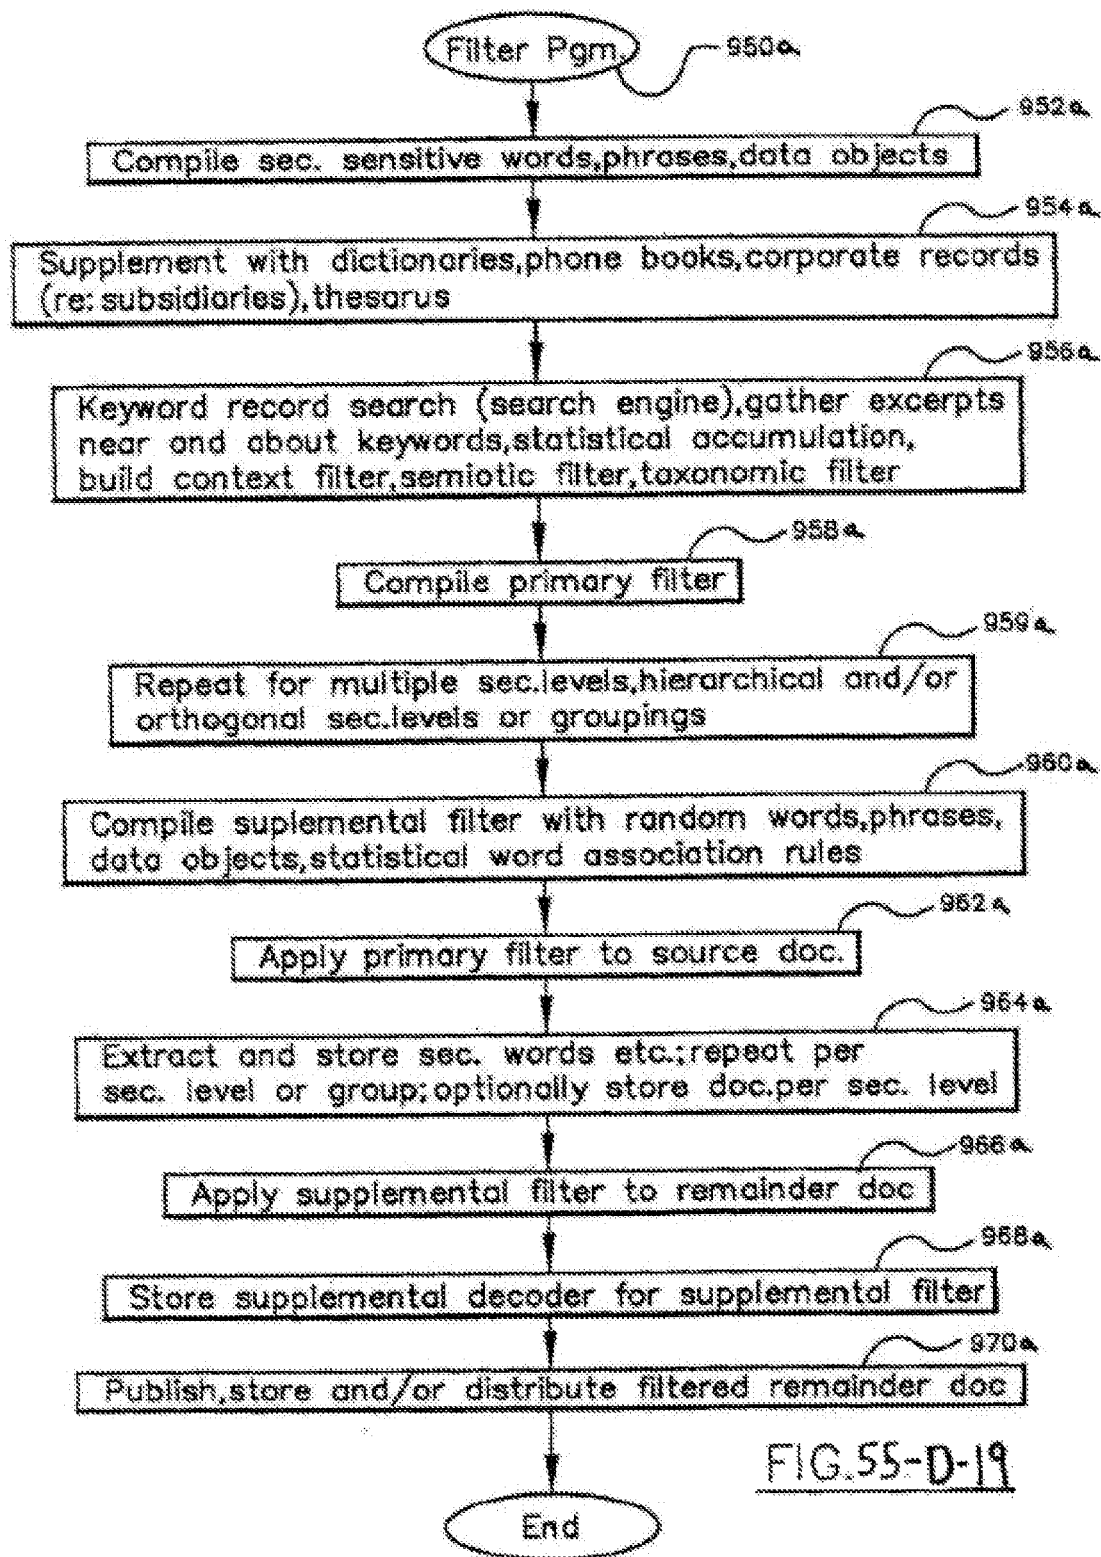 Filter Pgm.
950a
952a
Compile sec. sensitive words,phrases,data objects
954a
Supplement with dictionaries,phone books,corporate records
(re: subsidiaries),thesarus
956a
Keyword record search (search engine),gather excerpts
near and about keywords,statistical accumulation,
build context filter,semiotic filter,taxonomic filter
958a
Compile primary filter
959a
Repeat for multiple sec.levels,hierarchical and/or
orthogonal sec.levels or groupings
960a
Compile suplemental filter with random words,phrases,
data objects,statistical word association rules
962a
Apply primary filter to source doc.
964a
Extract and store sec. words etc.;repeat per
sec. level or group;optionally store doc.per sec. level
966a
Apply supplemental filter to remainder doc
968a
Store supplemental decoder for supplemental filter
970a
Publish,store and/or distribute filtered remainder doc
FIG.55-D-19
End